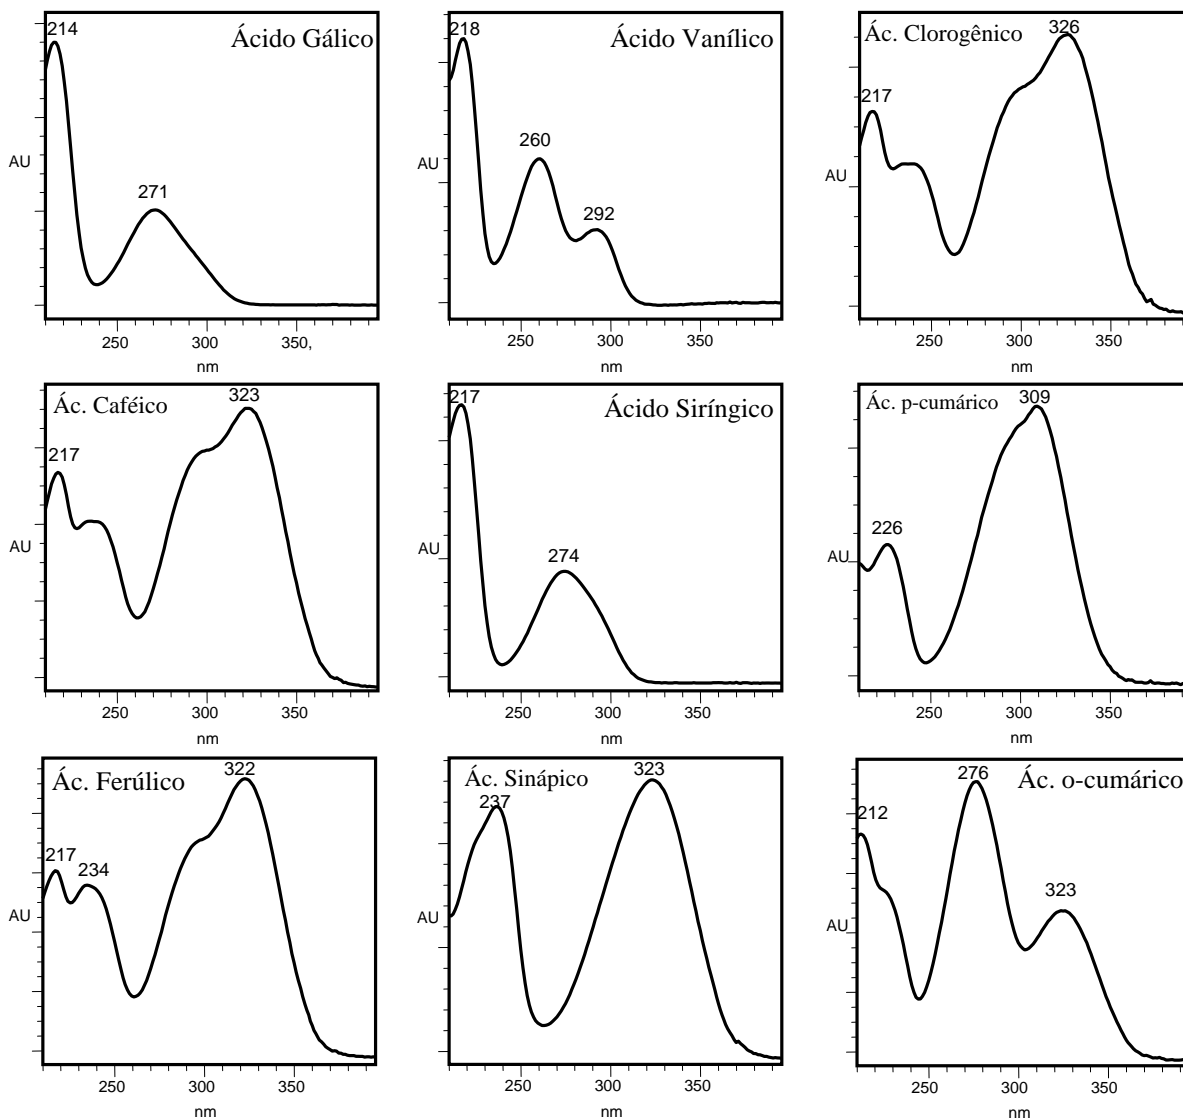 214
Ácido Gálico
271
AU
250
300
350,
nm
218
Ácido Vanílico
260
292
AU
250
300
350
nm
Ác. Clorogênico
326
217
AU
250
300
350
nm
Ác. Caféico
323
217
AU
250
300
350
nm
217
Ácido Siríngico
274
AU
250
300
350
nm
Ác. p-cumárico
309
226
AU
250
300
350
nm
Ác. Ferúlico
322
217
234
AU
250
300
350
nm
Ác. Sinápico
323
237
AU
250
300
350
nm
276
Ác. o-cumárico
212
323
AU
250
300
350
nm